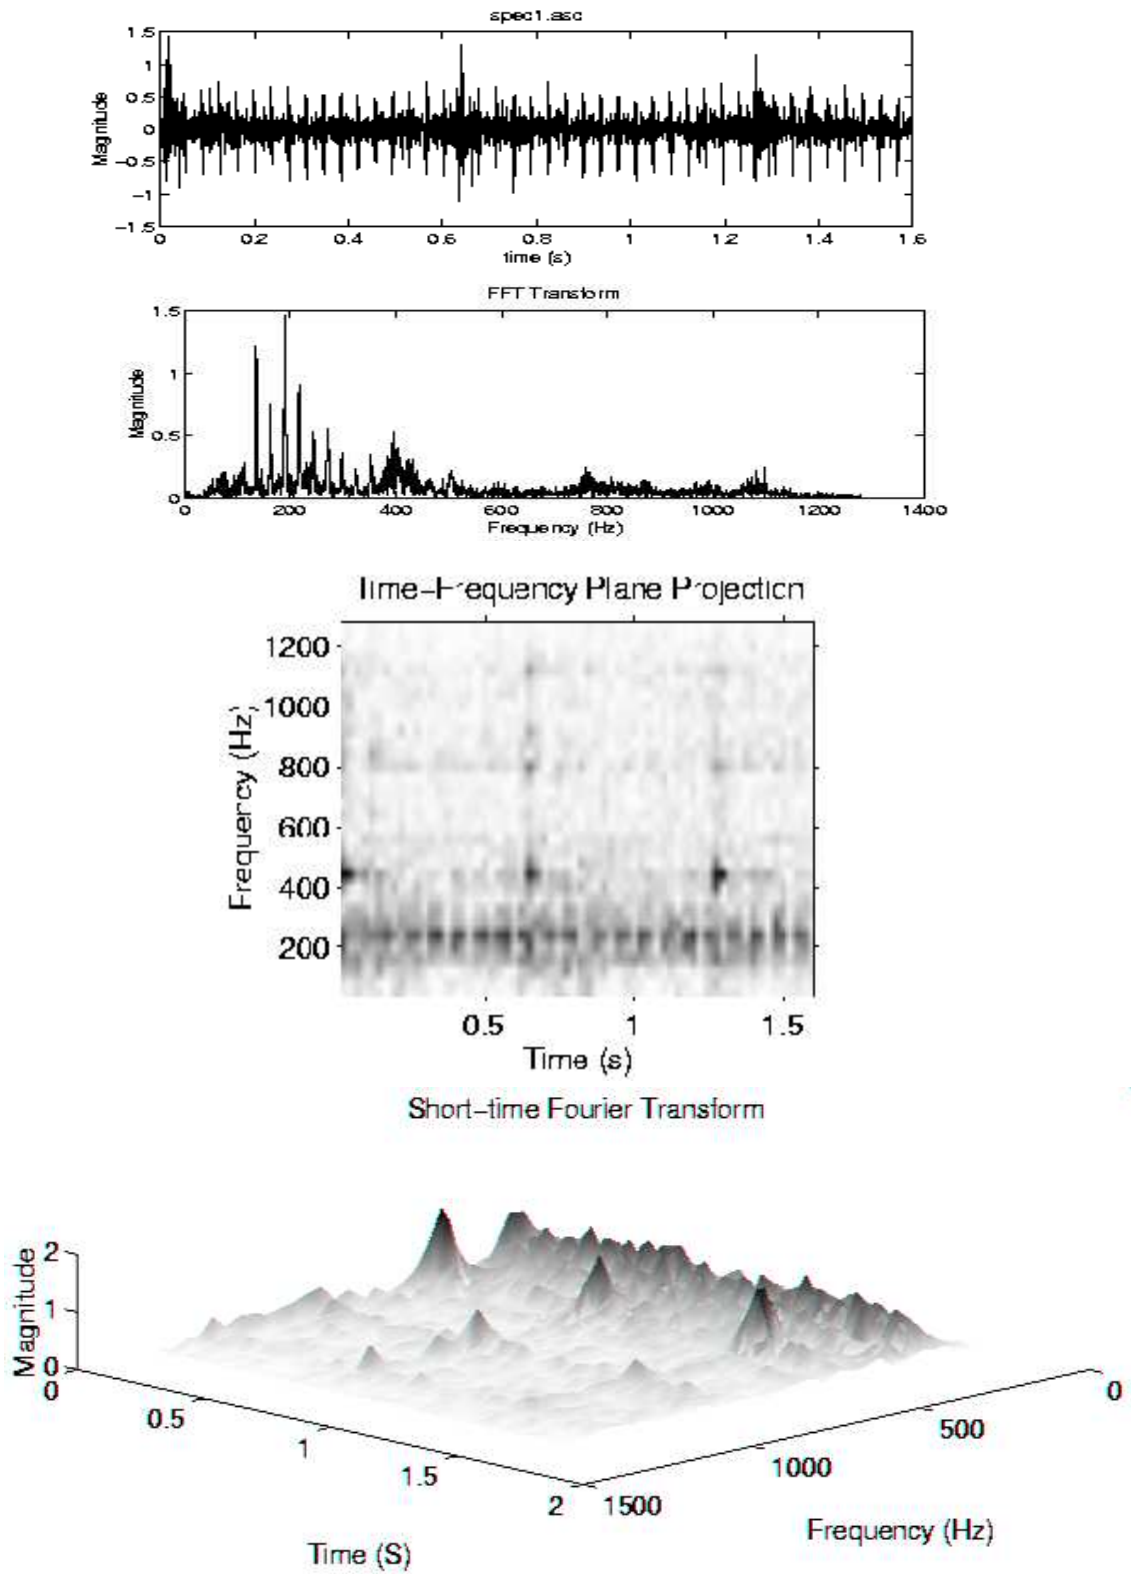 spec1.asc
1.5
1
0.5
0
−0.5
−1
−1.5
Magnitude
0 0.2 0.4 0.6 0.8 1 1.2 1.4 1.6
time (s)
FFT Transform
1.5
1
0.5
0
Magnitude
0 200 400 600 800 1000 1200 1400
Frequency (Hz)
Time−Frequency Plane Projection
1200
1000
800
600
400
200
Frequency (Hz)
0.5 1 1.5
Time (s)
Short−time Fourier Transform
2
1
0
Magnitude
0 0.5 1 1.5 2
Time (S)
1500 1000 500 0
Frequency (Hz)